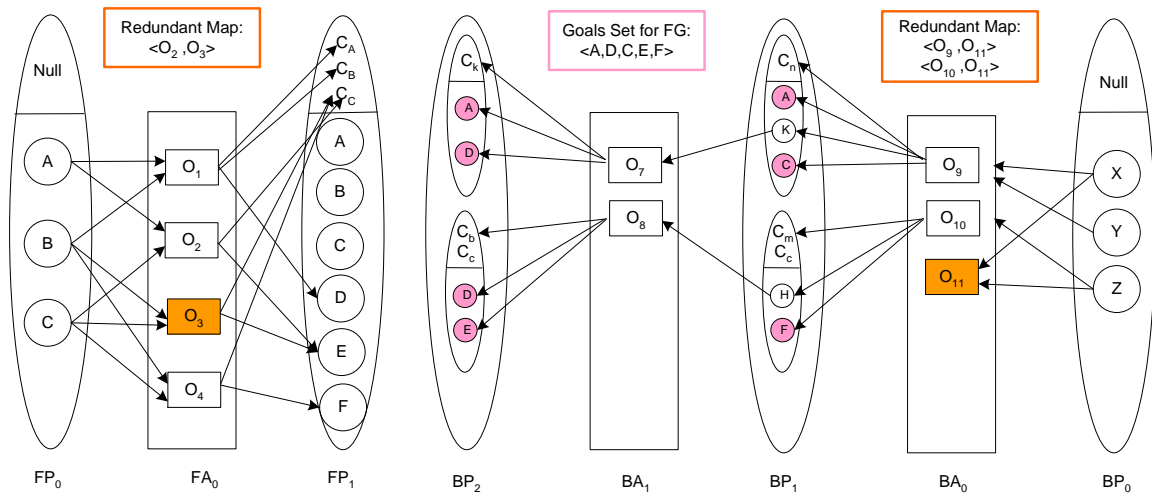 Redundant Map:
<O2 ,O3>
Null
A
B
C
FP0
O1
O2
O3
O4
FA0
CA
CB
CC
A
B
C
D
E
F
FP1
Goals Set for FG:
<A,D,C,E,F>
Ck
A
D
Cb
Cc
D
E
BP2
O7
O8
BA1
Cn
A
K
C
Cm
Cc
H
F
BP1
Redundant Map:
<O9 ,O11>
<O10 ,O11>
O9
O10
O11
BA0
Null
X
Y
Z
BP0